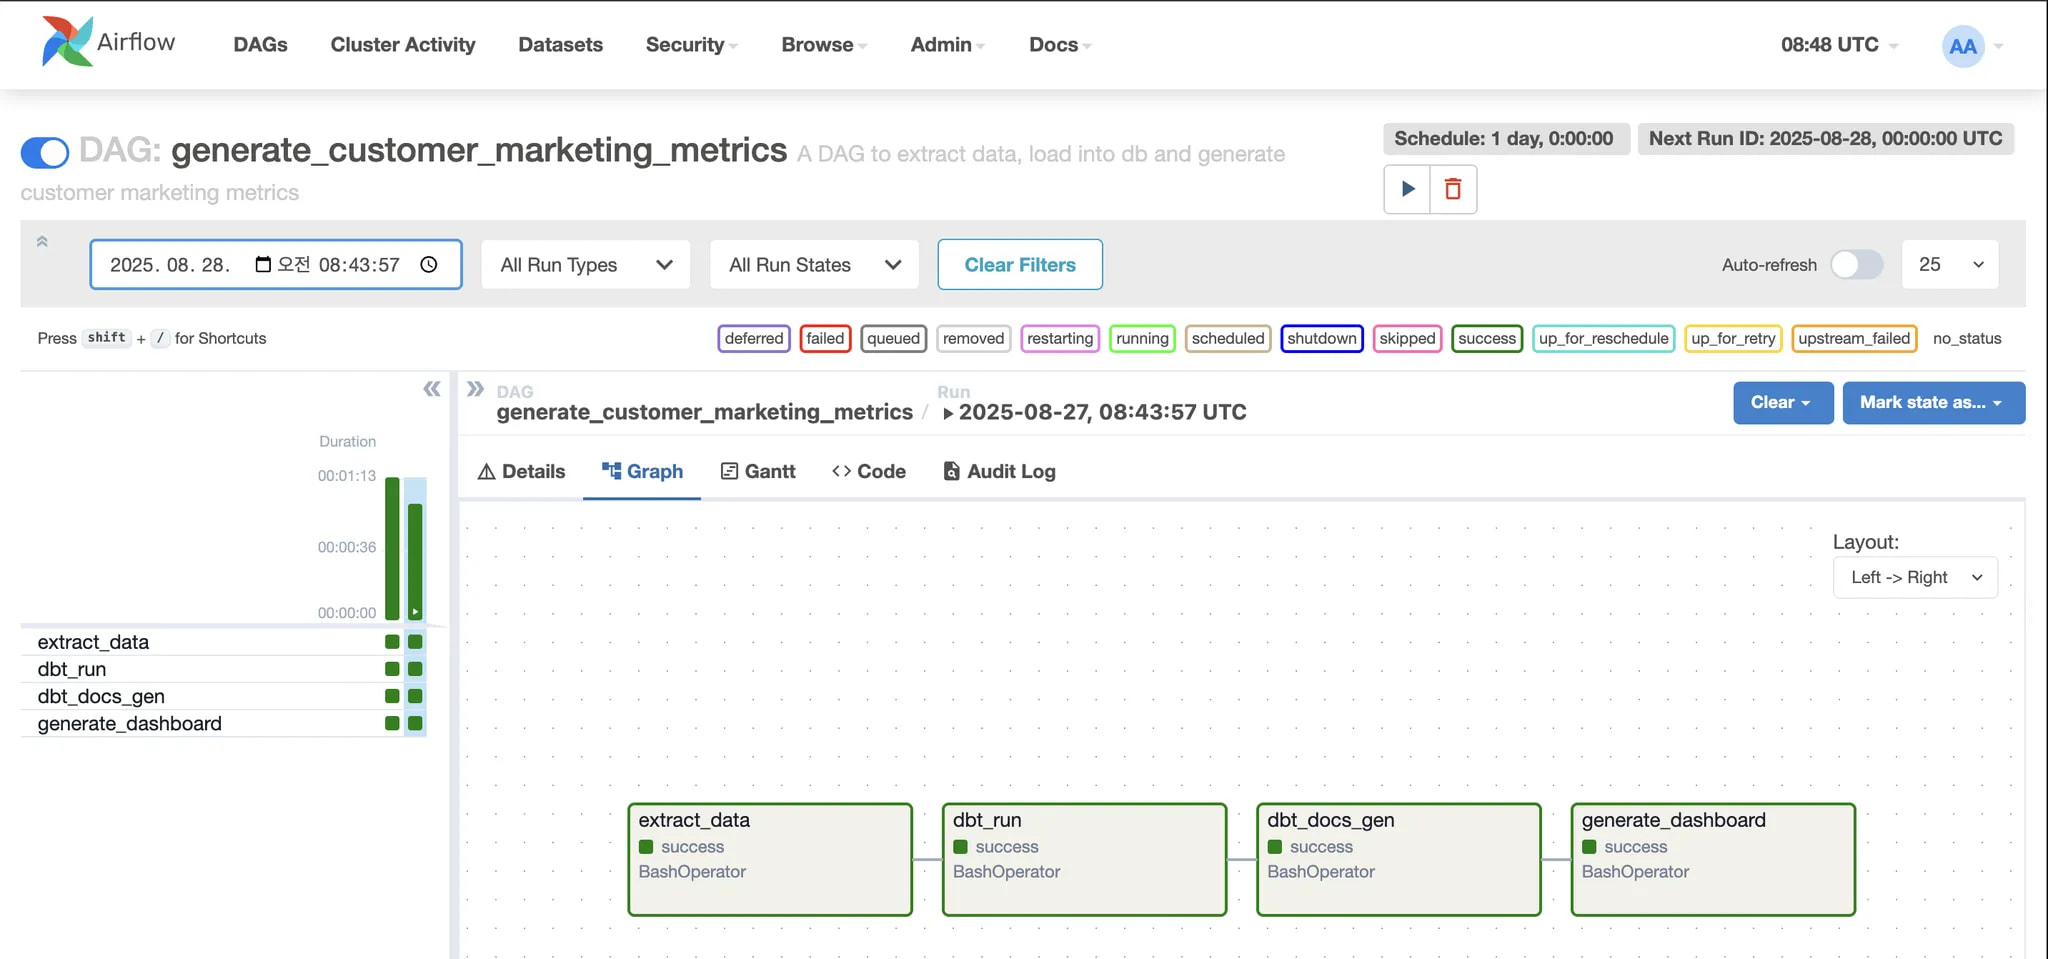 Airflow DAGs Cluster Activity Datasets Security Browse Admin Docs 08:48 UTC AA
DAG: generate_customer_marketing_metrics A DAG to extract data, load into db and generate
customer marketing metrics
Schedule: 1 day, 0:00:00 Next Run ID: 2025-08-28, 00:00:00 UTC
2025. 08. 28. 오전 08:43:57 All Run Types All Run States Clear Filters Auto-refresh 25
Press shift + / for Shortcuts deferred failed queued removed restarting running scheduled shutdown skipped success up_for_reschedule up_for_retry upstream_failed no_status
Duration
00:01:13
00:00:36
00:00:00
extract_data
dbt_run
dbt_docs_gen
generate_dashboard
DAG Run
generate_customer_marketing_metrics / 2025-08-27, 08:43:57 UTC
Clear Mark state as...
Details Graph Gantt Code Audit Log
Layout:
Left -> Right
extract_data
success
BashOperator
dbt_run
success
BashOperator
dbt_docs_gen
success
BashOperator
generate_dashboard
success
BashOperator